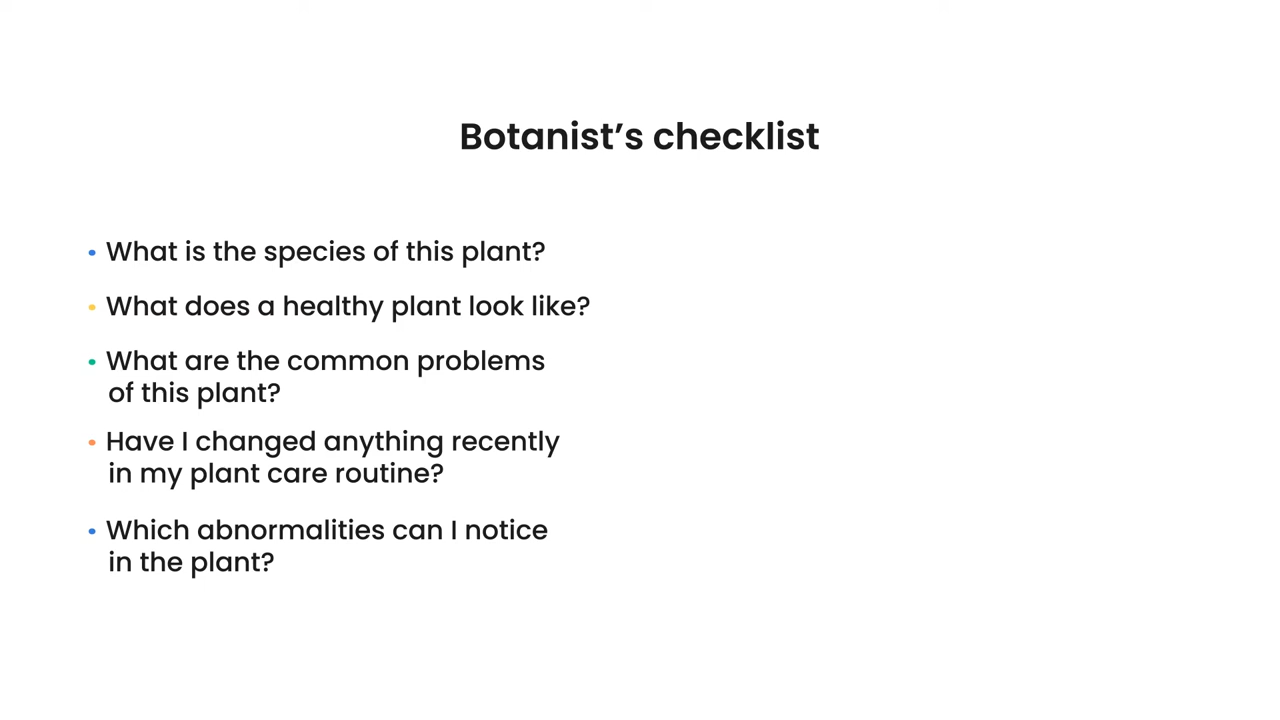 Botanist’s checklist
• What is the species of this plant?
• What does a healthy plant look like?
• What are the common problems
of this plant?
• Have I changed anything recently
in my plant care routine?
• Which abnormalities can I notice
in the plant?